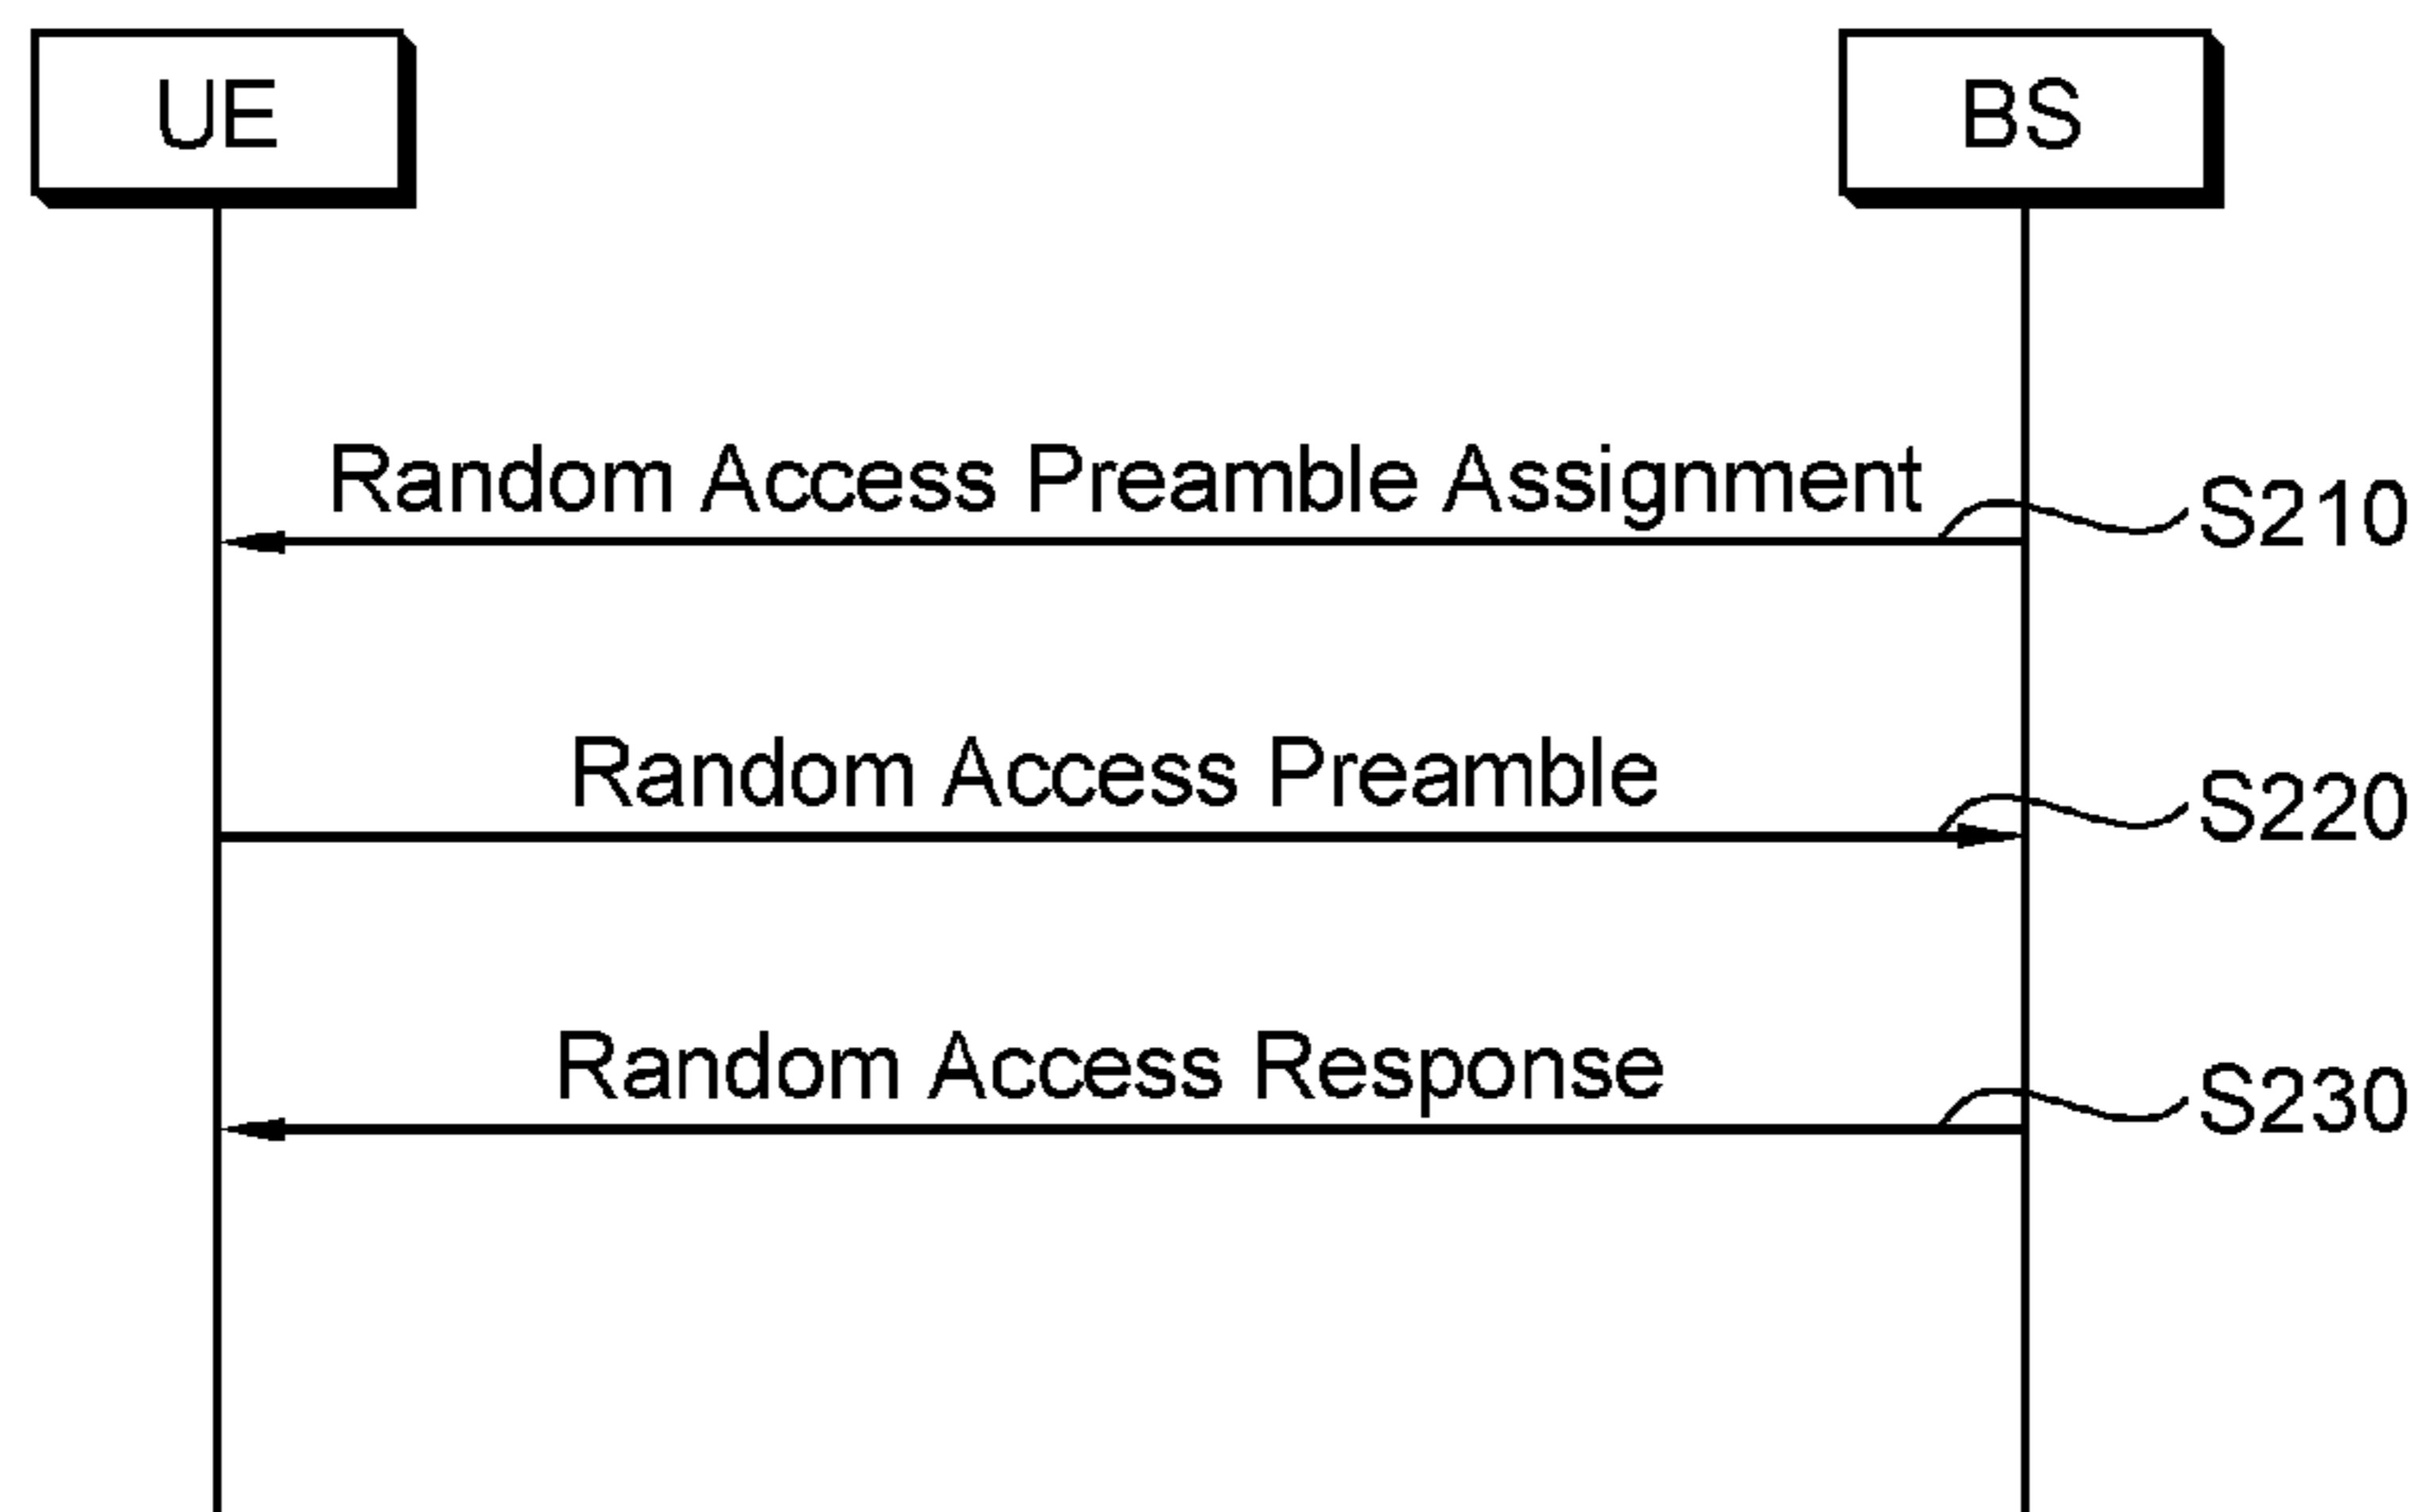 UE
BS
Random Access Preamble Assignment
S210
Random Access Preamble
S220
Random Access Response
S230